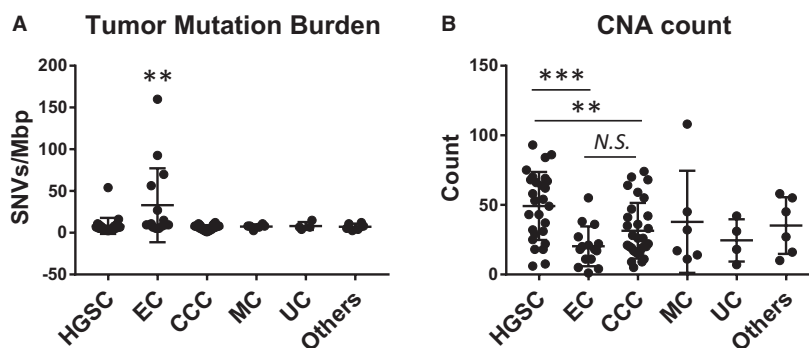 A Tumor Mutation Burden
200
150
100
50
0
-50
SNVs/Mbp
**
HGSC
EC
CCC
MC
UC
Others
B CNA count
150
100
50
0
Count
***
**
N.S.
HGSC
EC
CCC
MC
UC
Others